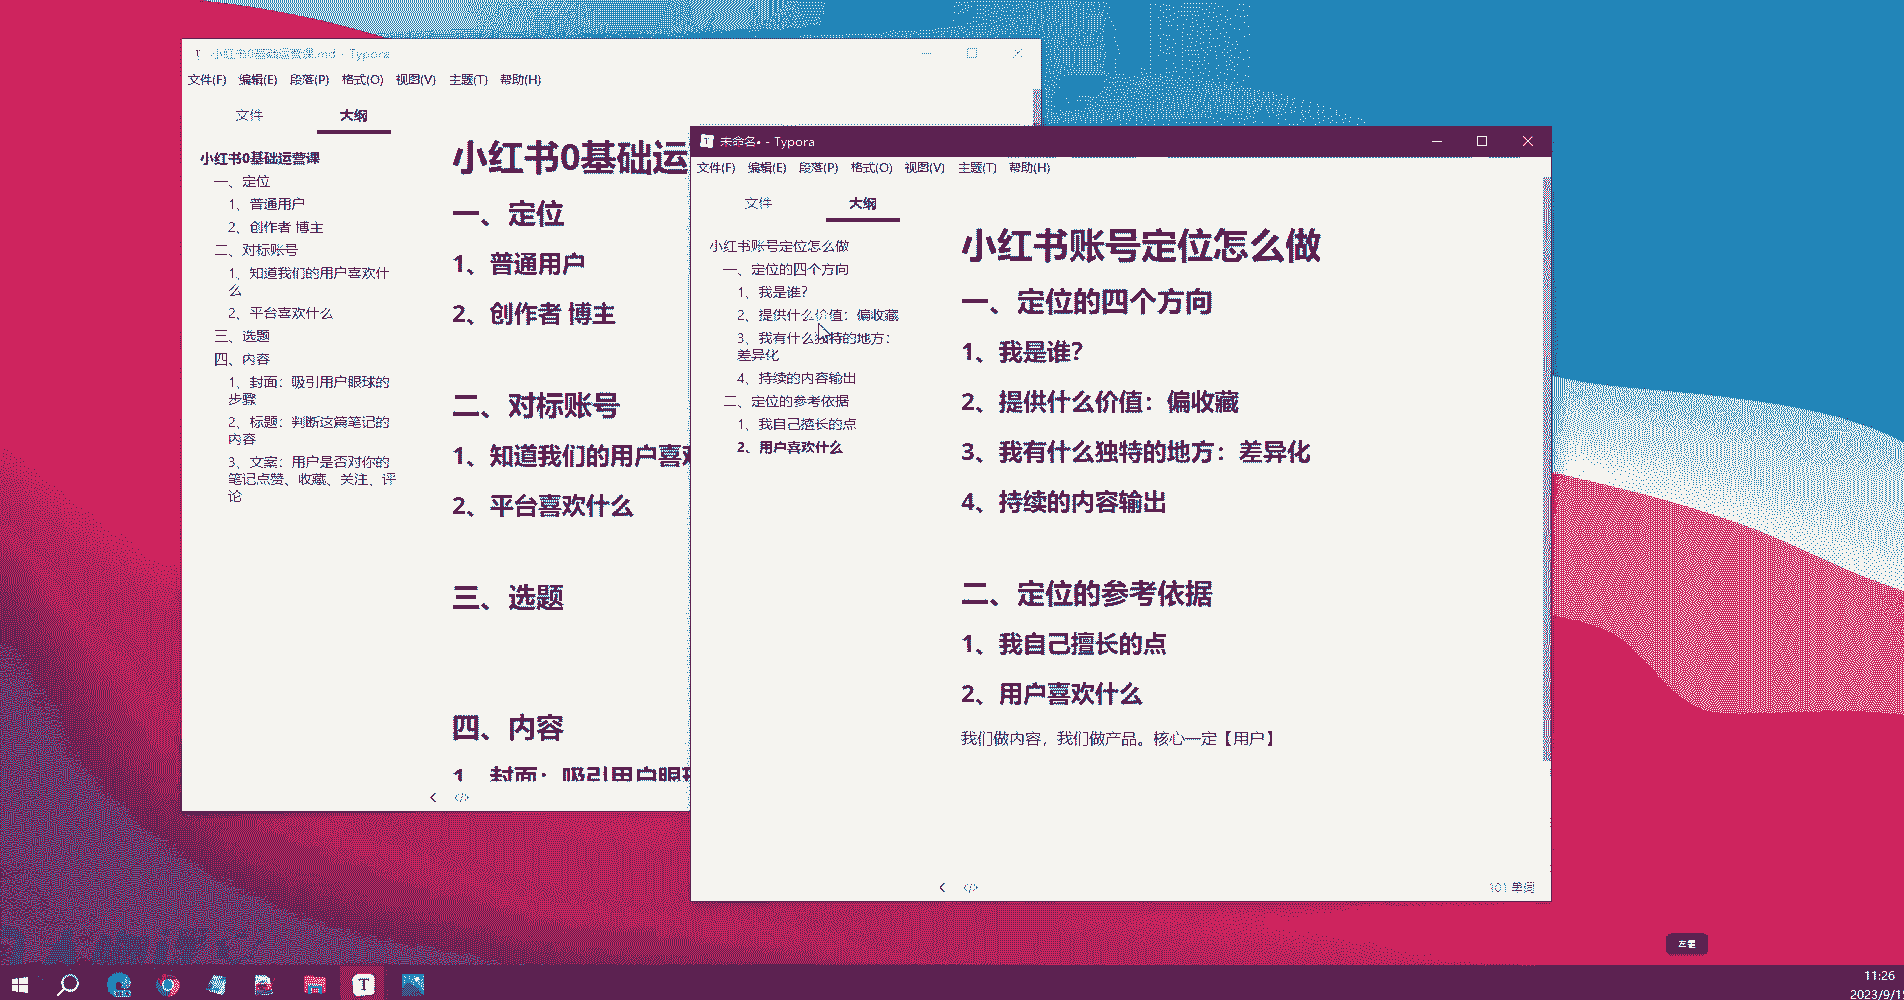 小红书0基础运营课.md - Typora
文件(F) 编辑(E) 段落(P) 格式(O) 视图(V) 主题(T) 帮助(H)
文件 大纲
小红书0基础运营课
一、定位
1、普通用户
2、创作者 博主
二、对标账号
1、知道我们的用户喜欢什
么
2、平台喜欢什么
三、选题
四、内容
1、封面：吸引用户眼球的
步骤
2、标题：判断这篇笔记的
内容
3、文案：用户是否对你的
笔记点赞、收藏、关注、评
论
小红书0基础运
一、定位
1、普通用户
2、创作者 博主
二、对标账号
1、知道我们的用户喜
2、平台喜欢什么
三、选题
四、内容
1、封面：吸引用户眼
未命名• - Typora
文件(F) 编辑(E) 段落(P) 格式(O) 视图(V) 主题(T) 帮助(H)
文件 大纲
小红书账号定位怎么做
一、定位的四个方向
1、我是谁？
2、提供什么价值：偏收藏
3、我有什么独特的地方：
差异化
4、持续的内容输出
二、定位的参考依据
1、我自己擅长的点
2、用户喜欢什么
小红书账号定位怎么做
一、定位的四个方向
1、我是谁？
2、提供什么价值：偏收藏
3、我有什么独特的地方：差异化
4、持续的内容输出
二、定位的参考依据
1、我自己擅长的点
2、用户喜欢什么
我们做内容，我们做产品。核心一定【用户】
101 单词
左键
11:26
2023/9/1